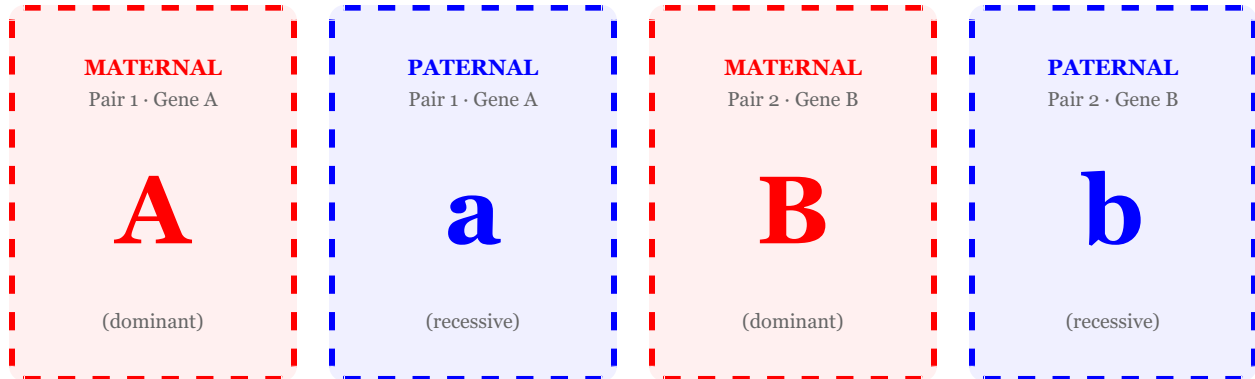 MATERNAL
Pair 1 · Gene A
A
(dominant)
PATERNAL
Pair 1 · Gene A
a
(recessive)
MATERNAL
Pair 2 · Gene B
B
(dominant)
PATERNAL
Pair 2 · Gene B
b
(recessive)